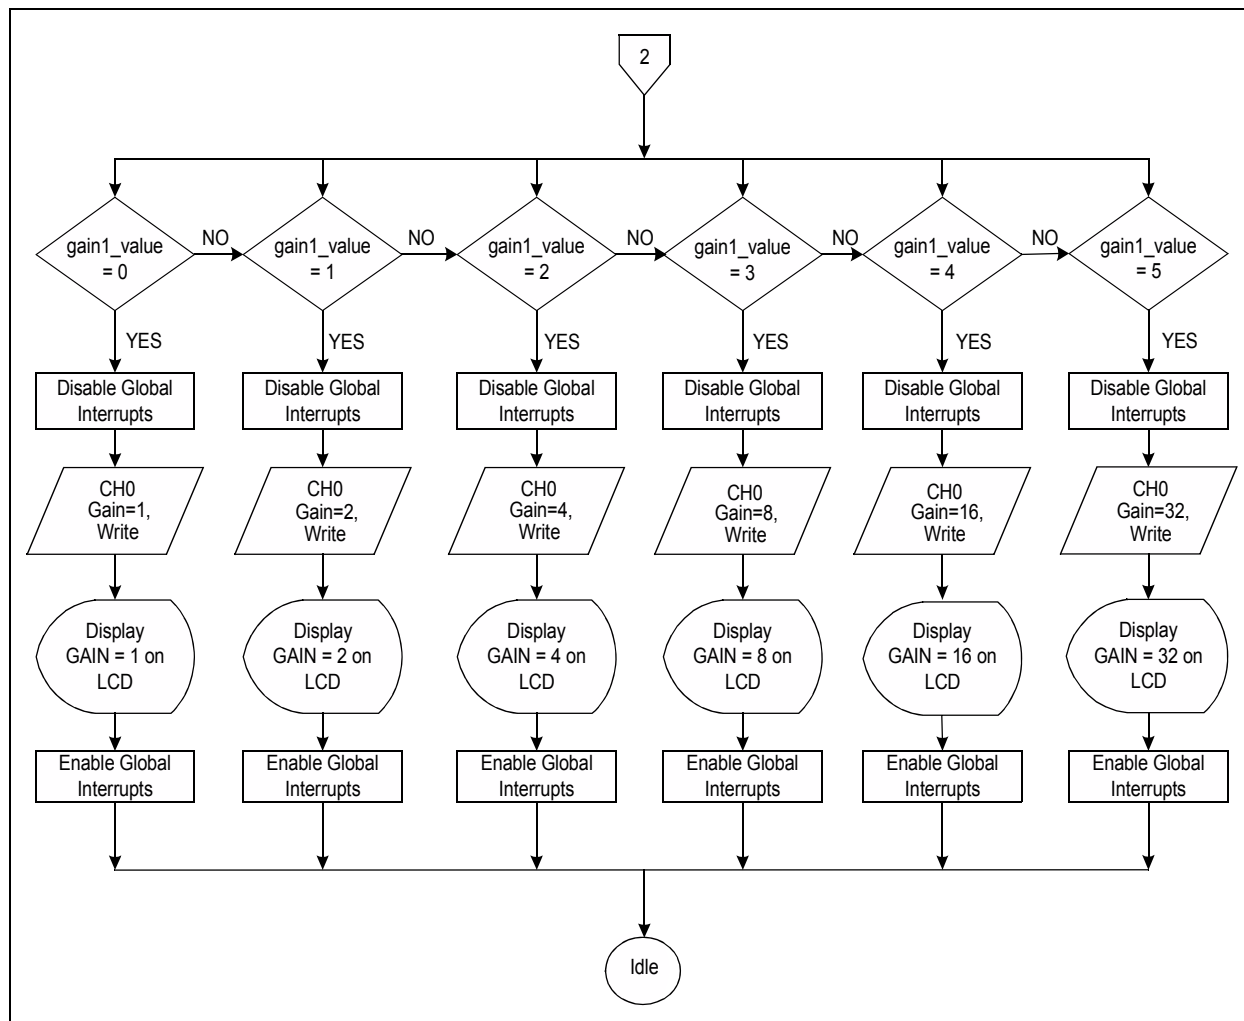 2
gain1_value
= 0
NO
gain1_value
= 1
NO
gain1_value
= 2
NO
gain1_value
= 3
NO
gain1_value
= 4
NO
gain1_value
= 5
YES
YES
YES
YES
YES
YES
Disable Global
Interrupts
Disable Global
Interrupts
Disable Global
Interrupts
Disable Global
Interrupts
Disable Global
Interrupts
Disable Global
Interrupts
CH0
Gain=1,
Write
CH0
Gain=2,
Write
CH0
Gain=4,
Write
CH0
Gain=8,
Write
CH0
Gain=16,
Write
CH0
Gain=32,
Write
Display
GAIN = 1 on
LCD
Display
GAIN = 2 on
LCD
Display
GAIN = 4 on
LCD
Display
GAIN = 8 on
LCD
Display
GAIN = 16 on
LCD
Display
GAIN = 32 on
LCD
Enable Global
Interrupts
Enable Global
Interrupts
Enable Global
Interrupts
Enable Global
Interrupts
Enable Global
Interrupts
Enable Global
Interrupts
Idle